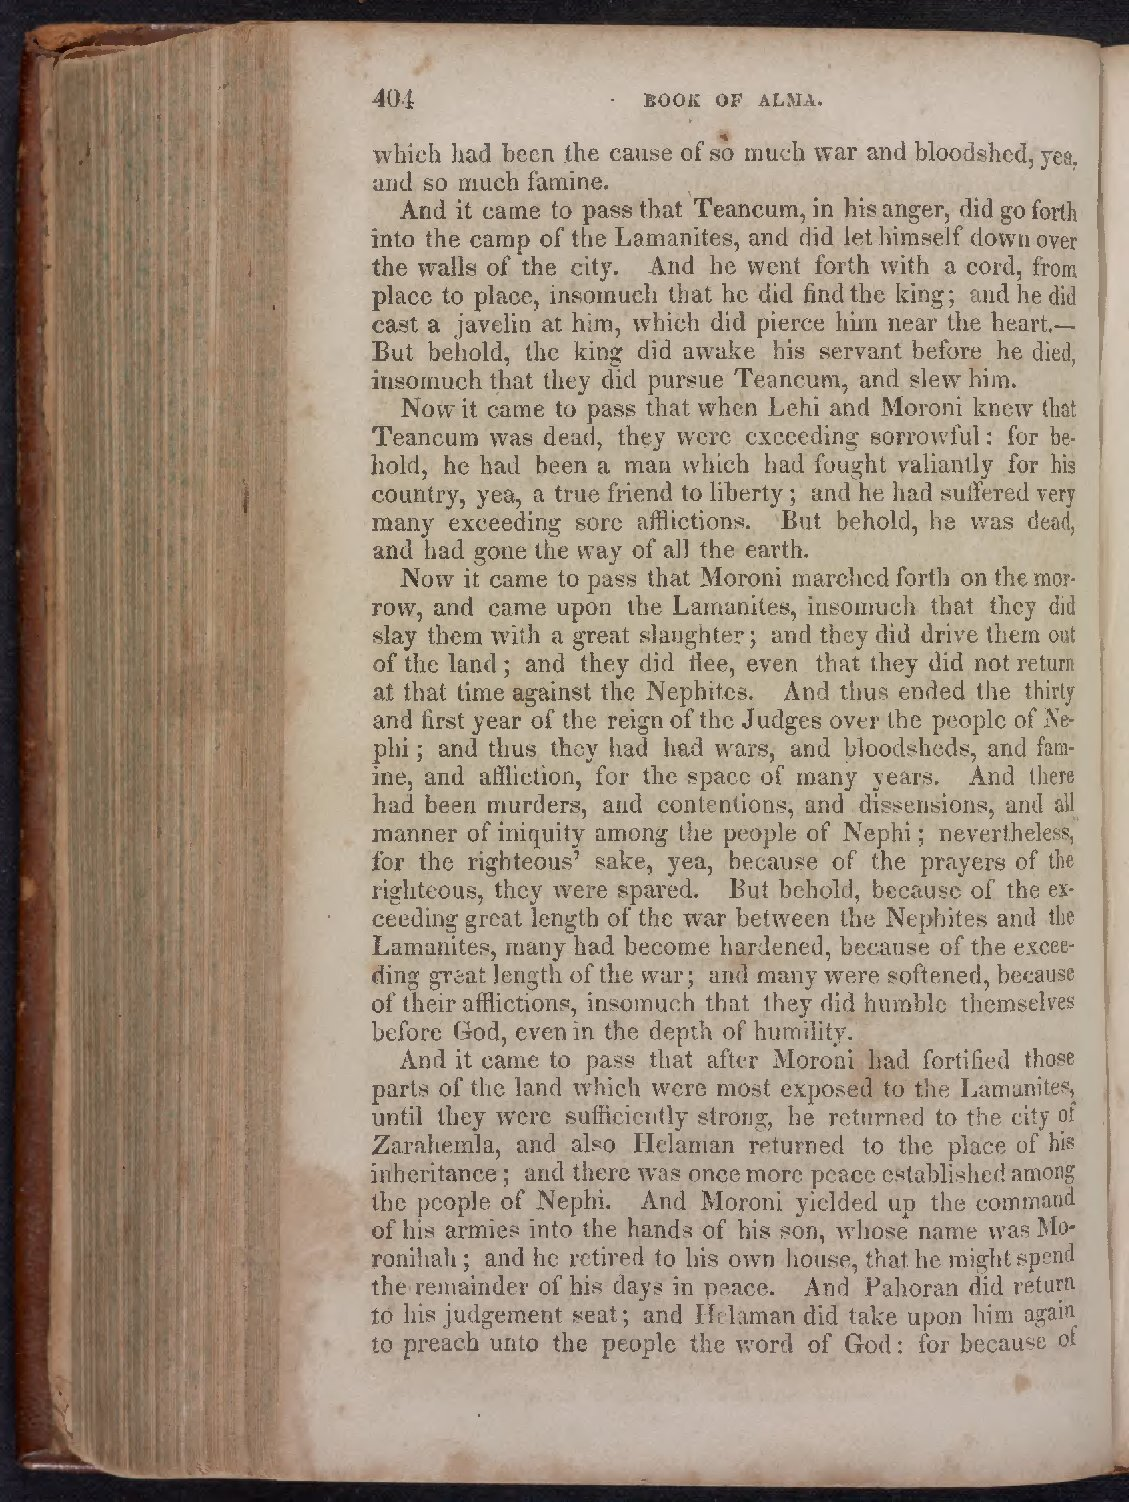 404 BOOK OF ALMA.
which had been the cause of so much war and bloodshed, yea,
and so much famine.
And it came to pass that Teancum, in his anger, did go forth
into the camp of the Lamanites, and did let himself down over
the walls of the city. And he went forth with a cord, from
place to place, insomuch that he did find the king; and he did
cast a javelin at him, which did pierce him near the heart.—
But behold, the king did awake his servant before he died,
insomuch that they did pursue Teancum, and slew him.
Now it came to pass that when Lehi and Moroni knew that
Teancum was dead, they were exceeding sorrowful: for be-
hold, he had been a man which had fought valiantly for his
country, yea, a true friend to liberty; and he had suffered very
many exceeding sore afflictions. But behold, he was dead,
and had gone the way of all the earth.
Now it came to pass that Moroni marched forth on the mor-
row, and came upon the Lamanites, insomuch that they did
slay them with a great slaughter; and they did drive them out
of the land; and they did flee, even that they did not return
at that time against the Nephites. And thus ended the thirty
and first year of the reign of the Judges over the people of Ne-
phi; and thus they had had wars, and bloodsheds, and fam-
ine, and affliction, for the space of many years. And there
had been murders, and contentions, and dissensions, and all
manner of iniquity among the people of Nephi; nevertheless,
for the righteous' sake, yea, because of the prayers of the
righteous, they were spared. But behold, because of the ex-
ceeding great length of the war between the Nephites and the
Lamanites, many had become hardened, because of the excee-
ding great length of the war; and many were softened, because
of their afflictions, insomuch that they did humble themselves
before God, even in the depth of humility.
And it came to pass that after Moroni had fortified those
parts of the land which were most exposed to the Lamanites,
until they were sufficiently strong, he returned to the city of
Zarahemla, and also Helaman returned to the place of his
inheritance; and there was once more peace established among
the people of Nephi. And Moroni yielded up the command
of his armies into the hands of his son, whose name was Mo-
ronihah; and he retired to his own house, that he might spend
the remainder of his days in peace. And Pahoran did return
to his judgement seat; and Helaman did take upon him again
to preach unto the people the word of God: for because of